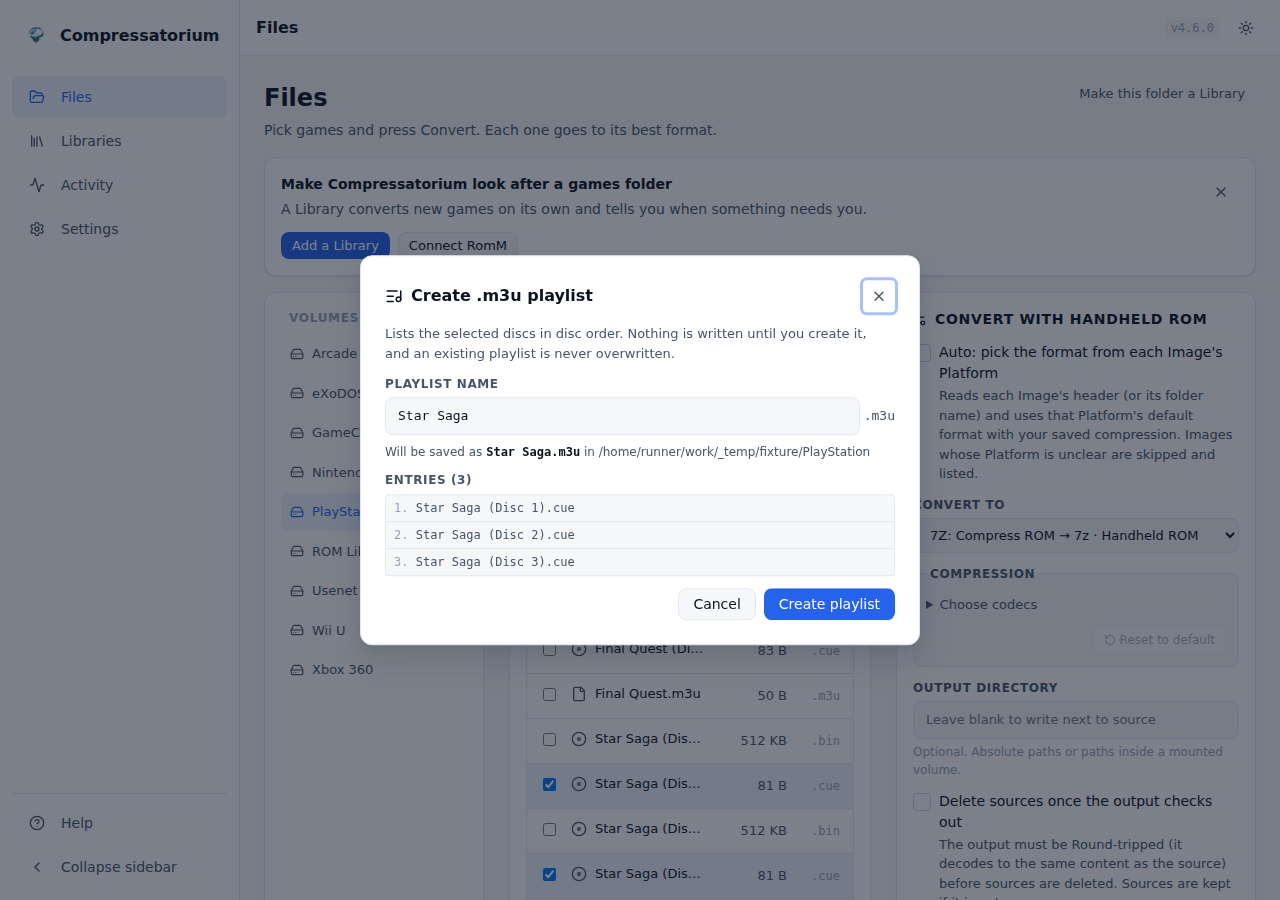 Compressatorium
Files
Libraries
Activity
Settings
Help
Collapse sidebar
Files
v4.6.0
Files
Make this folder a Library
Pick games and press Convert. Each one goes to its best format.
Make Compressatorium look after a games folder
A Library converts new games on its own and tells you when something needs you.
Add a Library
Connect RomM
VOLUMES
Arcade
eXoDOS
GameC
Nintend
PlaySta
ROM Li
Usenet
Wii U
Xbox 360
Create .m3u playlist
Lists the selected discs in disc order. Nothing is written until you create it,
and an existing playlist is never overwritten.
PLAYLIST NAME
Star Saga
.m3u
Will be saved as Star Saga.m3u in /home/runner/work/_temp/fixture/PlayStation
ENTRIES (3)
1. Star Saga (Disc 1).cue
2. Star Saga (Disc 2).cue
3. Star Saga (Disc 3).cue
Cancel
Create playlist
Final Quest (Di... 83 B .cue
Final Quest.m3u 50 B .m3u
Star Saga (Dis... 512 KB .bin
Star Saga (Dis... 81 B .cue
Star Saga (Dis... 512 KB .bin
Star Saga (Dis... 81 B .cue
CONVERT WITH HANDHELD ROM
Auto: pick the format from each Image's
Platform
Reads each Image's header (or its folder
name) and uses that Platform's default
format with your saved compression. Images
whose Platform is unclear are skipped and
listed.
CONVERT TO
7Z: Compress ROM → 7z · Handheld ROM
COMPRESSION
Choose codecs
Reset to default
OUTPUT DIRECTORY
Leave blank to write next to source
Optional. Absolute paths or paths inside a mounted
volume.
Delete sources once the output checks
out
The output must be Round-tripped (it
decodes to the same content as the source)
before sources are deleted. Sources are kept